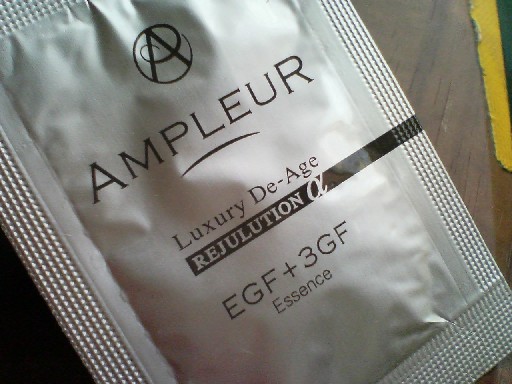 AMPLEUR
Luxury De-Age
REJULUTION α
EGF+3GF
Essence